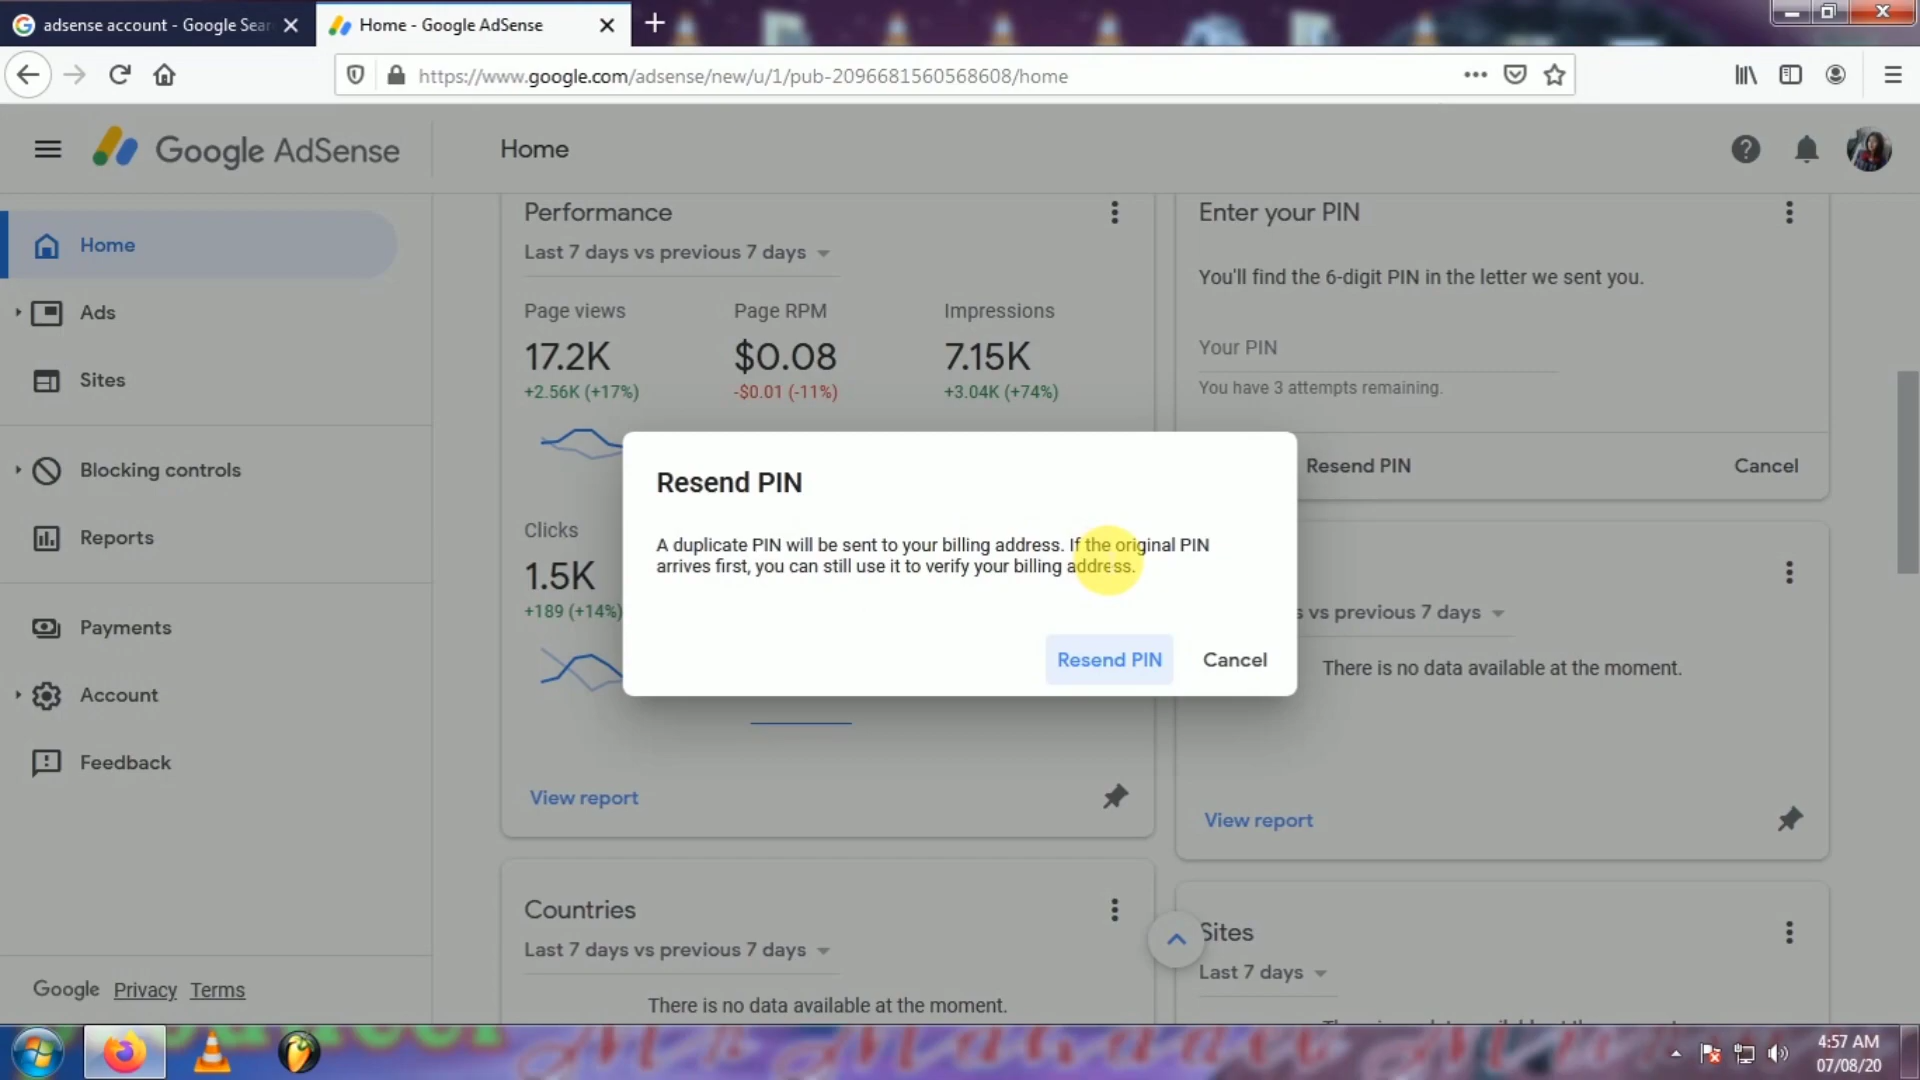 adsense account - Google Sear
Home - Google AdSense
https://www.google.com/adsense/new/u/1/pub-2096681560568608/home
Google AdSense
Home
Home
Ads
Sites
Blocking controls
Reports
Payments
Account
Feedback
Google Privacy Terms
Performance
Last 7 days vs previous 7 days
Page views Page RPM Impressions
17.2K $0.08 7.15K
+2.56K (+17%) -$0.01 (-11%) +3.04K (+74%)
Clicks
1.5K
+189 (+14%)
View report
Enter your PIN
You'll find the 6-digit PIN in the letter we sent you.
Your PIN
You have 3 attempts remaining.
Resend PIN Cancel
Resend PIN
A duplicate PIN will be sent to your billing address. If the original PIN
arrives first, you can still use it to verify your billing address.
Resend PIN Cancel
vs previous 7 days
There is no data available at the moment.
View report
Countries
Last 7 days vs previous 7 days
There is no data available at the moment.
Sites
Last 7 days
4:57 AM
07/08/20